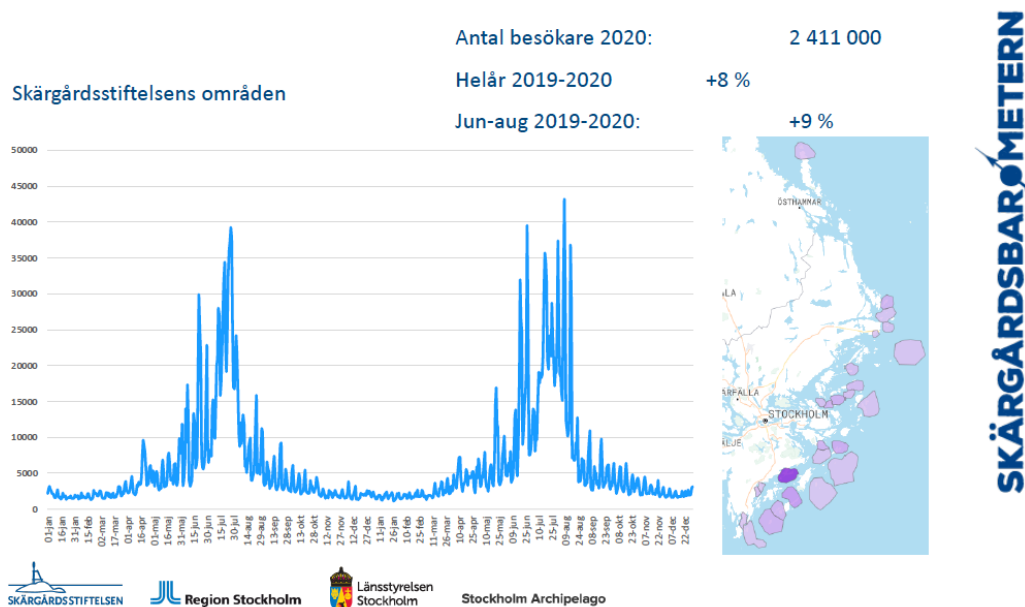 Antal besökare 2020: 2 411 000
Helår 2019-2020 +8 %
Skärgårdsstiftelsens områden
Jun-aug 2019-2020: +9 %
SKÄRGÅRDSBAROMETERN
50000
45000
40000
35000
30000
25000
20000
15000
10000
5000
0
01-jan 16-jan 31-jan 15-feb 02-mar 17-mar 01-apr 16-apr 01-maj 16-maj 31-maj 15-jun 30-jun 15-jul 30-jul 14-aug 29-aug 13-sep 28-sep 13-okt 28-okt 12-nov 27-nov 12-dec 27-dec 11-jan 26-jan 10-feb 25-feb 11-mar 26-mar 10-apr 25-apr 10-maj 25-maj 09-jun 25-jun 10-jul 25-jul 09-aug 24-aug 08-sep 23-sep 08-okt 23-okt 07-nov 22-nov 07-dec 22-dec
ÖSTHAMMAR
LA
ÄRFÄLLA
STOCKHOLM
ÄLJE
SKÄRGÅRDSSTIFTELSEN
Region Stockholm
Länsstyrelsen
Stockholm
Stockholm Archipelago